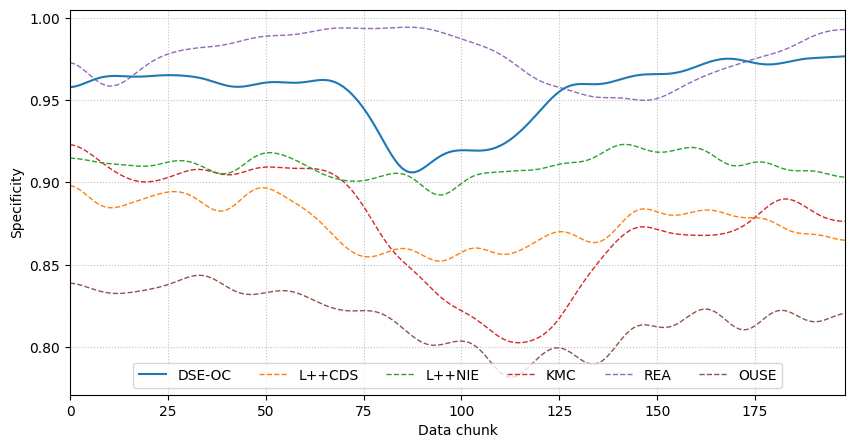 Specificity
1.00
0.95
0.90
0.85
0.80
DSE-OC L++CDS L++NIE KMC REA OUSE
0 25 50 75 100 125 150 175
Data chunk